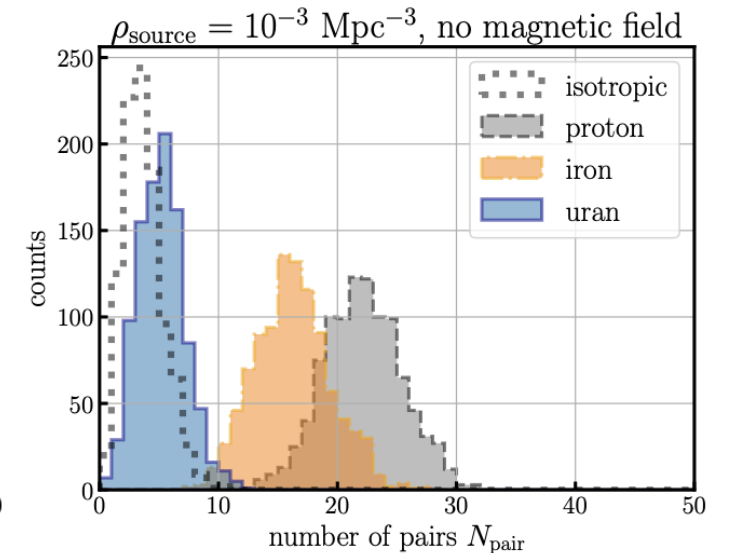 ρsource = 10⁻³ Mpc⁻³, no magnetic field
250
200
150
100
50
0
counts
isotropic
proton
iron
uran
0 10 20 30 40 50
number of pairs Npair
)